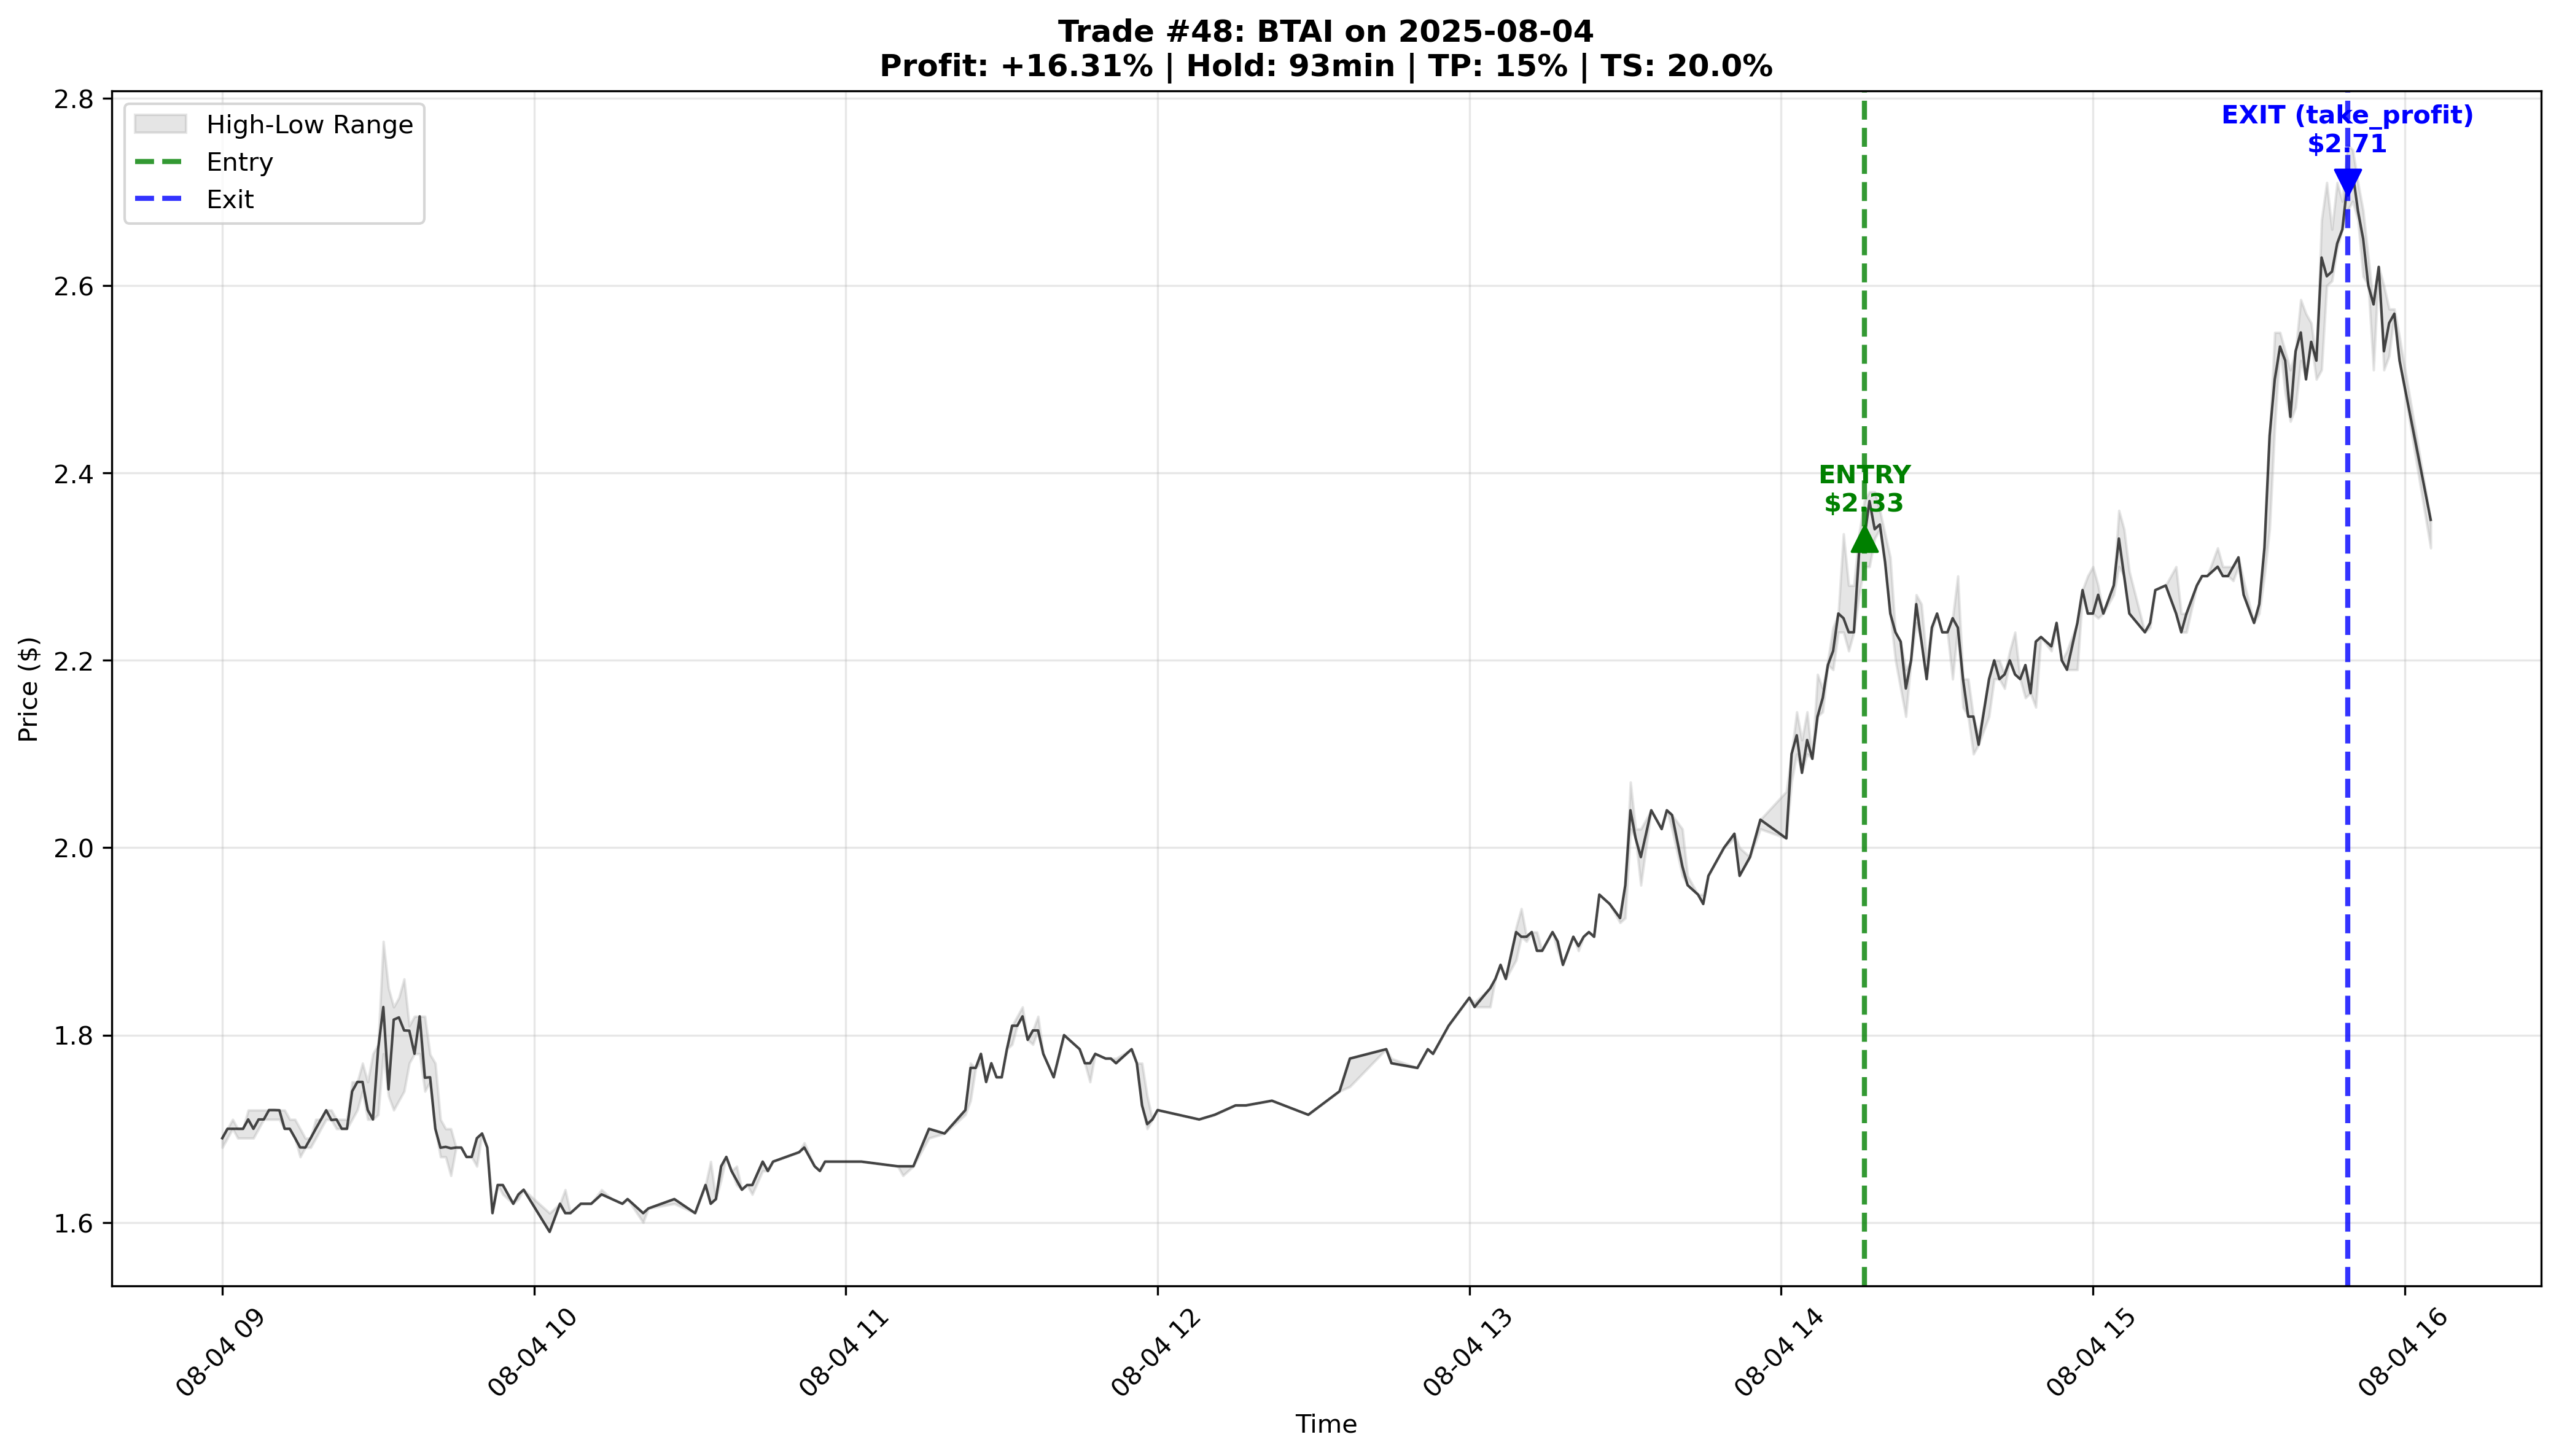 Trade #48: BTAI on 2025-08-04
Profit: +16.31% | Hold: 93min | TP: 15% | TS: 20.0%
High-Low Range
Entry
Exit
EXIT (take_profit)
$2.71
ENTRY
$2.33
2.8
2.6
2.4
2.2
2.0
1.8
1.6
Price ($)
08-04 09
08-04 10
08-04 11
08-04 12
08-04 13
08-04 14
08-04 15
08-04 16
Time